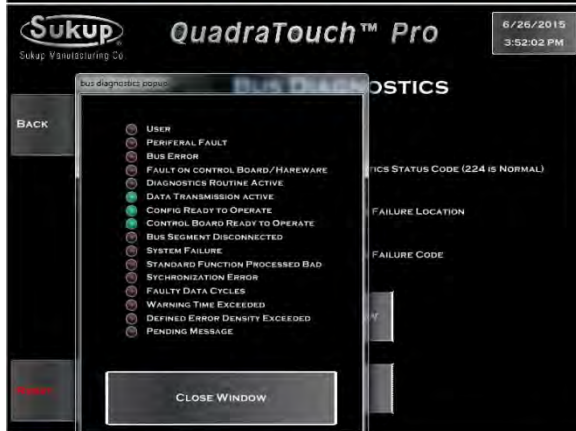 Sukup
Sukup Manufacturing Co.
QuadraTouch™ Pro
6/26/2015
3:52:02 PM
bus diagnostics popup
BUS DIAGNOSTICS
BACK
USER
PERIFERAL FAULT
BUS ERROR
FAULT ON CONTROL BOARD/HAREWARE
DIAGNOSTICS ROUTINE ACTIVE
DATA TRANSMISSION ACTIVE
CONFIG READY TO OPERATE
CONTROL BOARD READY TO OPERATE
BUS SEGMENT DISCONNECTED
SYSTEM FAILURE
STANDARD FUNCTION PROCESSED BAD
SYCHRONIZATION ERROR
FAULTY DATA CYCLES
WARNING TIME EXCEEDED
DEFINED ERROR DENSITY EXCEEDED
PENDING MESSAGE
TICS STATUS CODE (224 IS NORMAL)
FAILURE LOCATION
FAILURE CODE
CLOSE WINDOW